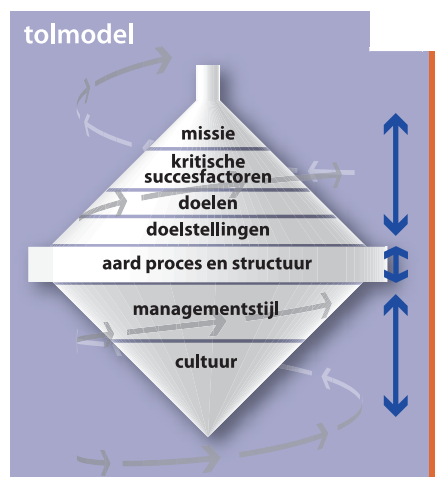 tolmodel
missie
kritische
succesfactoren
doelen
doelstellingen
aard proces en structuur
managementstijl
cultuur